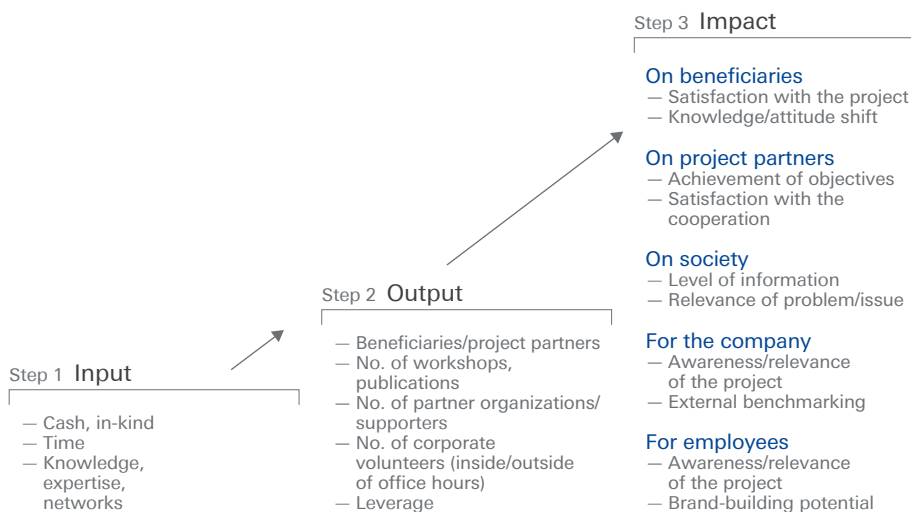 Step 1 Input
— Cash, in-kind
— Time
— Knowledge,
expertise,
networks
Step 2 Output
— Beneficiaries/project partners
— No. of workshops,
publications
— No. of partner organizations/
supporters
— No. of corporate
volunteers (inside/outside
of office hours)
— Leverage
Step 3 Impact
On beneficiaries
— Satisfaction with the project
— Knowledge/attitude shift
On project partners
— Achievement of objectives
— Satisfaction with the
cooperation
On society
— Level of information
— Relevance of problem/issue
For the company
— Awareness/relevance
of the project
— External benchmarking
For employees
— Awareness/relevance
of the project
— Brand-building potential